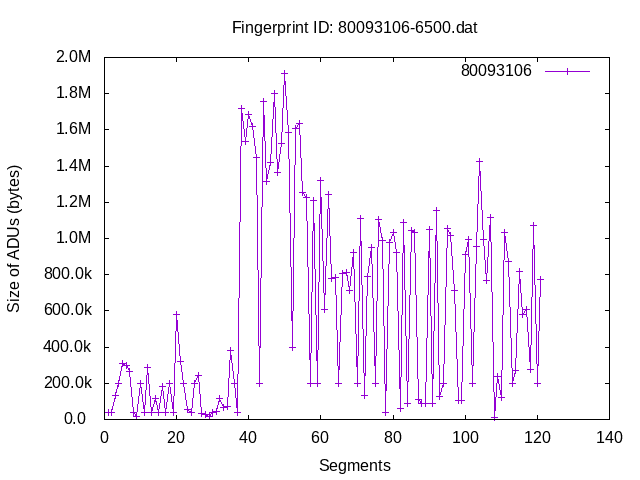 Fingerprint ID: 80093106-6500.dat
2.0M
80093106
1.8M
1.6M
1.4M
1.2M
1.0M
800.0k
600.0k
400.0k
200.0k
0.0
Size of ADUs (bytes)
0 20 40 60 80 100 120 140
Segments